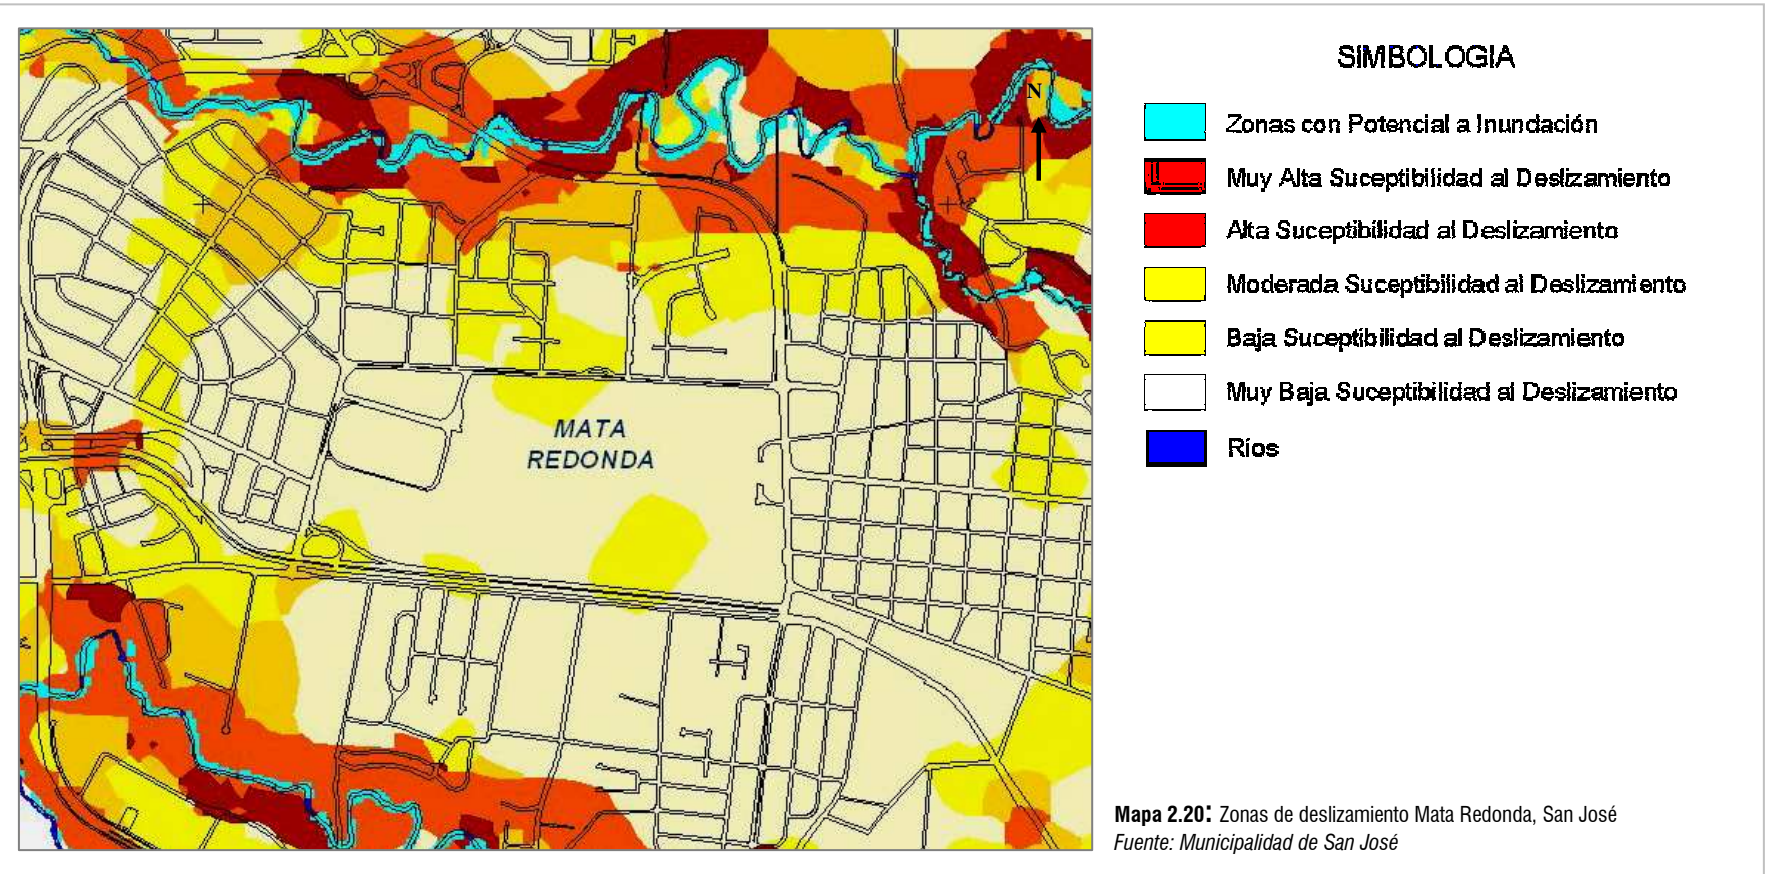 N
MATA
REDONDA
SIMBOLOGIA
Zonas con Potencial a Inundación
Muy Alta Suceptibilidad al Deslizamiento
Alta Suceptibilidad al Deslizamiento
Moderada Suceptibilidad al Deslizamiento
Baja Suceptibilidad al Deslizamiento
Muy Baja Suceptibilidad al Deslizamiento
Ríos
Mapa 2.20: Zonas de deslizamiento Mata Redonda, San José
Fuente: Municipalidad de San José